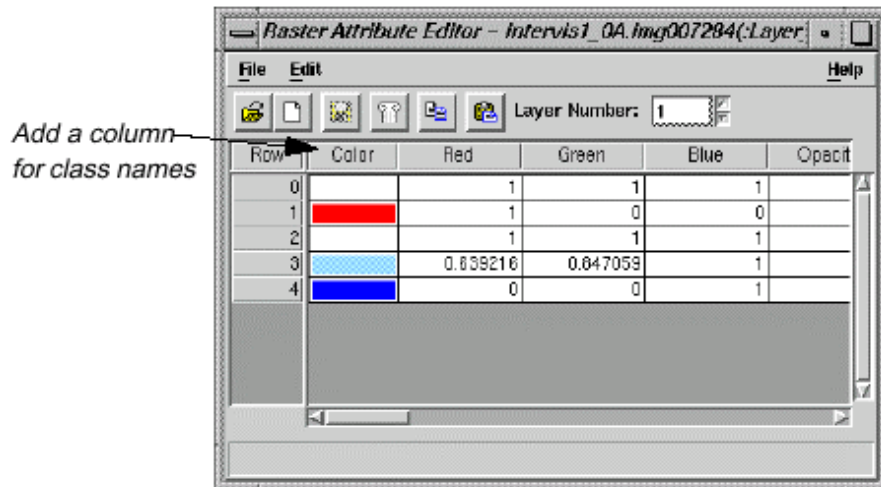 Raster Attribute Editor - intervis1_0A.img007284(:Layer
File Edit Help
Layer Number: 1
Add a column
for class names
Row Color Red Green Blue Opacit
0 1 1 1
1 1 0 0
2 1 1 1
3 0.639216 0.847059 1
4 0 0 1